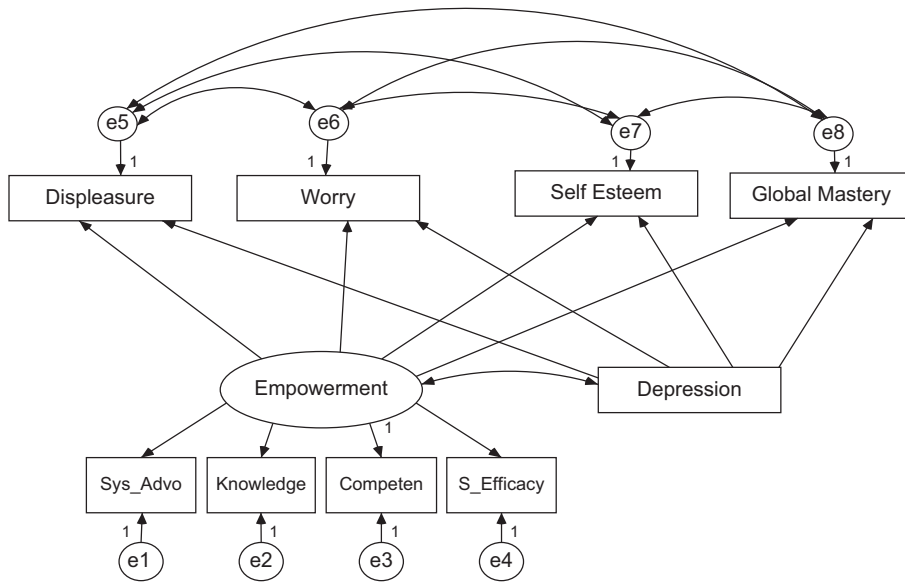 e5
e6
e7
e8
1
1
1
1
Displeasure
Worry
Self Esteem
Global Mastery
Empowerment
Depression
1
Sys_Advo
Knowledge
Competen
S_Efficacy
1
1
1
1
e1
e2
e3
e4